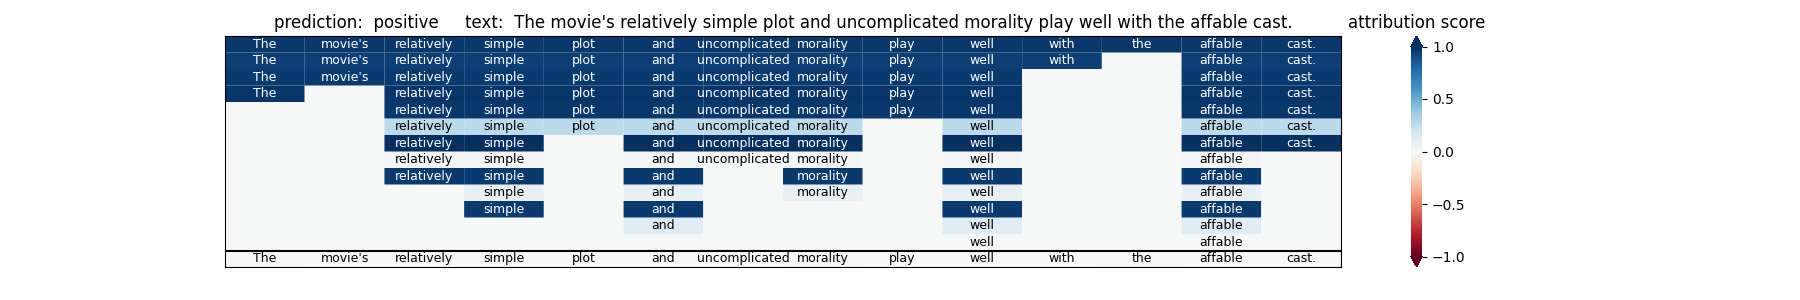 prediction:  positive     text:  The movie's relatively simple plot and uncomplicated morality play well with the affable cast.     attribution score
The movie's relatively simple plot and uncomplicated morality play well with the affable cast. 1.0
The movie's relatively simple plot and uncomplicated morality play well with affable cast.
The movie's relatively simple plot and uncomplicated morality play well affable cast.
The relatively simple plot and uncomplicated morality play well affable cast. 0.5
relatively simple plot and uncomplicated morality play well affable cast.
relatively simple plot and uncomplicated morality well affable cast.
relatively simple and uncomplicated morality well affable cast.
relatively simple and uncomplicated morality well affable 0.0
relatively simple and morality well affable
simple and morality well affable
simple and well affable −0.5
and well affable
well affable
The movie's relatively simple plot and uncomplicated morality play well with the affable cast. −1.0